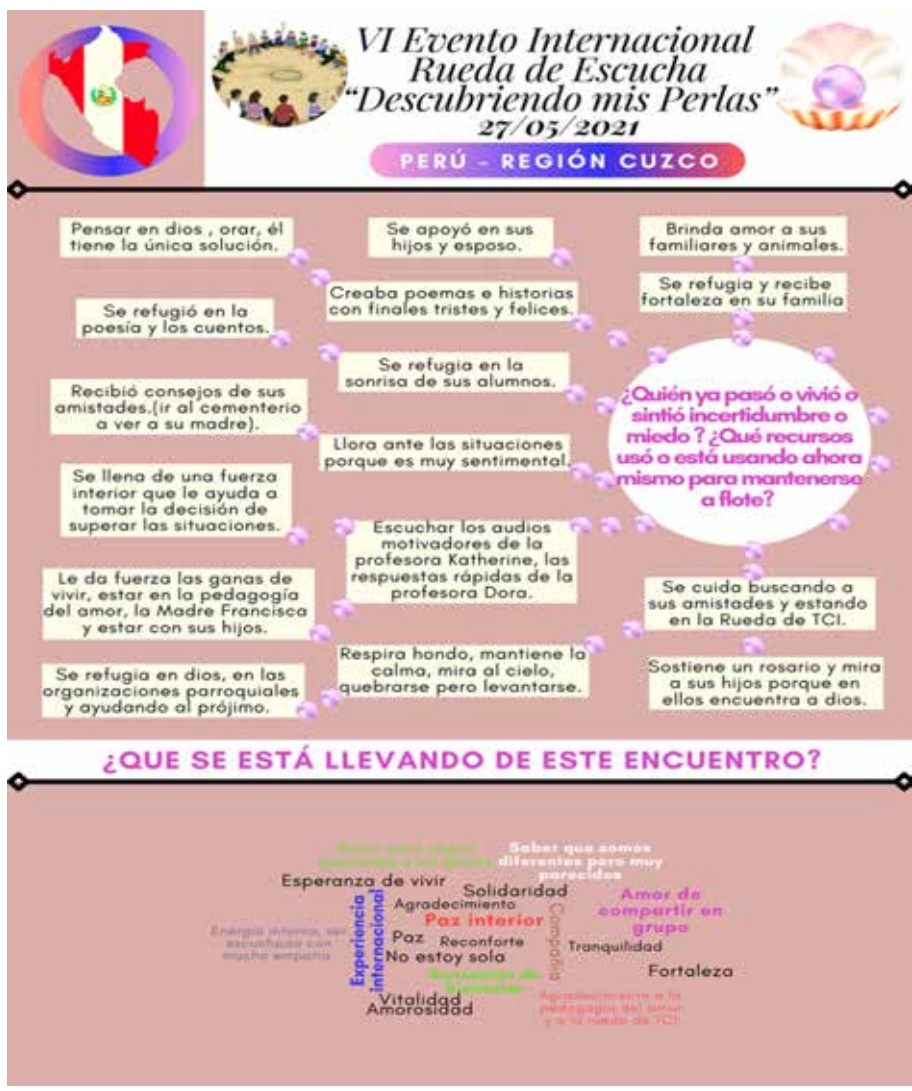 VI Evento Internacional
Rueda de Escucha
“Descubriendo mis Perlas”
27/05/2021
PERÚ - REGIÓN CUZCO
Pensar en dios , orar, él
tiene la única solución.
Se apoyó en sus
hijos y esposo.
Brinda amor a sus
familiares y animales.
Se refugia y recibe
fortaleza en su familia
Creaba poemas e historias
con finales tristes y felices.
Se refugió en la
poesía y los cuentos.
Se refugia en la
sonrisa de sus alumnos.
¿Quién ya pasó o vivió o
sintió incertidumbre o
miedo ? ¿Qué recursos
usó o está usando ahora
mismo para mantenerse
a flote?
Recibió consejos de sus
amistades.(ir al cementerio
a ver a su madre).
Llora ante las situaciones
porque es muy sentimental.
Se llena de una fuerza
interior que le ayuda a
tomar la decisión de
superar las situaciones.
Escuchar los audios
motivadores de la
profesora Katherine, las
respuestas rápidas de la
profesora Dora.
Le da fuerza las ganas de
vivir, estar en la pedagogía
del amor, la Madre Francisca
y estar con sus hijos.
Se cuida buscando a
sus amistades y estando
en la Rueda de TCI.
Respira hondo, mantiene la
calma, mira al cielo,
quebrarse pero levantarse.
Se refugia en dios, en las
organizaciones parroquiales
y ayudando al prójimo.
Sostiene un rosario y mira
a sus hijos porque en
ellos encuentra a dios.
¿QUE SE ESTÁ LLEVANDO DE ESTE ENCUENTRO?
Saber que somos
diferentes pero muy
parecidos
Esperanza de vivir
Solidaridad
Agradecimiento
Amor de
compartir en
grupo
Paz interior
Experiencia
internacional
Energía interna, ser
escuchada con
mucha empatía
Paz
Reconforte
No estoy sola
Tranquilidad
Fortaleza
Vitalidad
Amorosidad
Agradecimiento a la
pedagogía del amor
y a la rueda de TCI